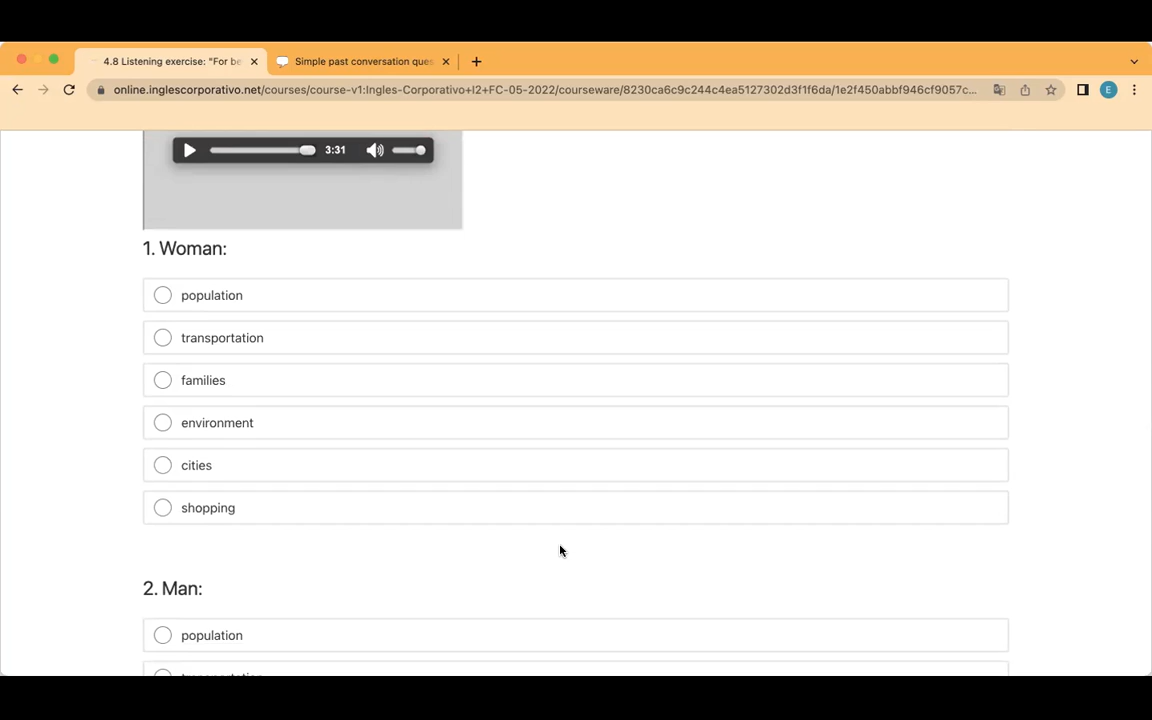 4.8 Listening exercise: "For be
Simple past conversation ques
online.inglescorporativo.net/courses/course-v1:Ingles-Corporativo+I2+FC-05-2022/courseware/8230ca6c9c244c4ea5127302d3f1f6da/1e2f450abbf946cf9057c...
E
3:31
1. Woman:
population
transportation
families
environment
cities
shopping
2. Man:
population